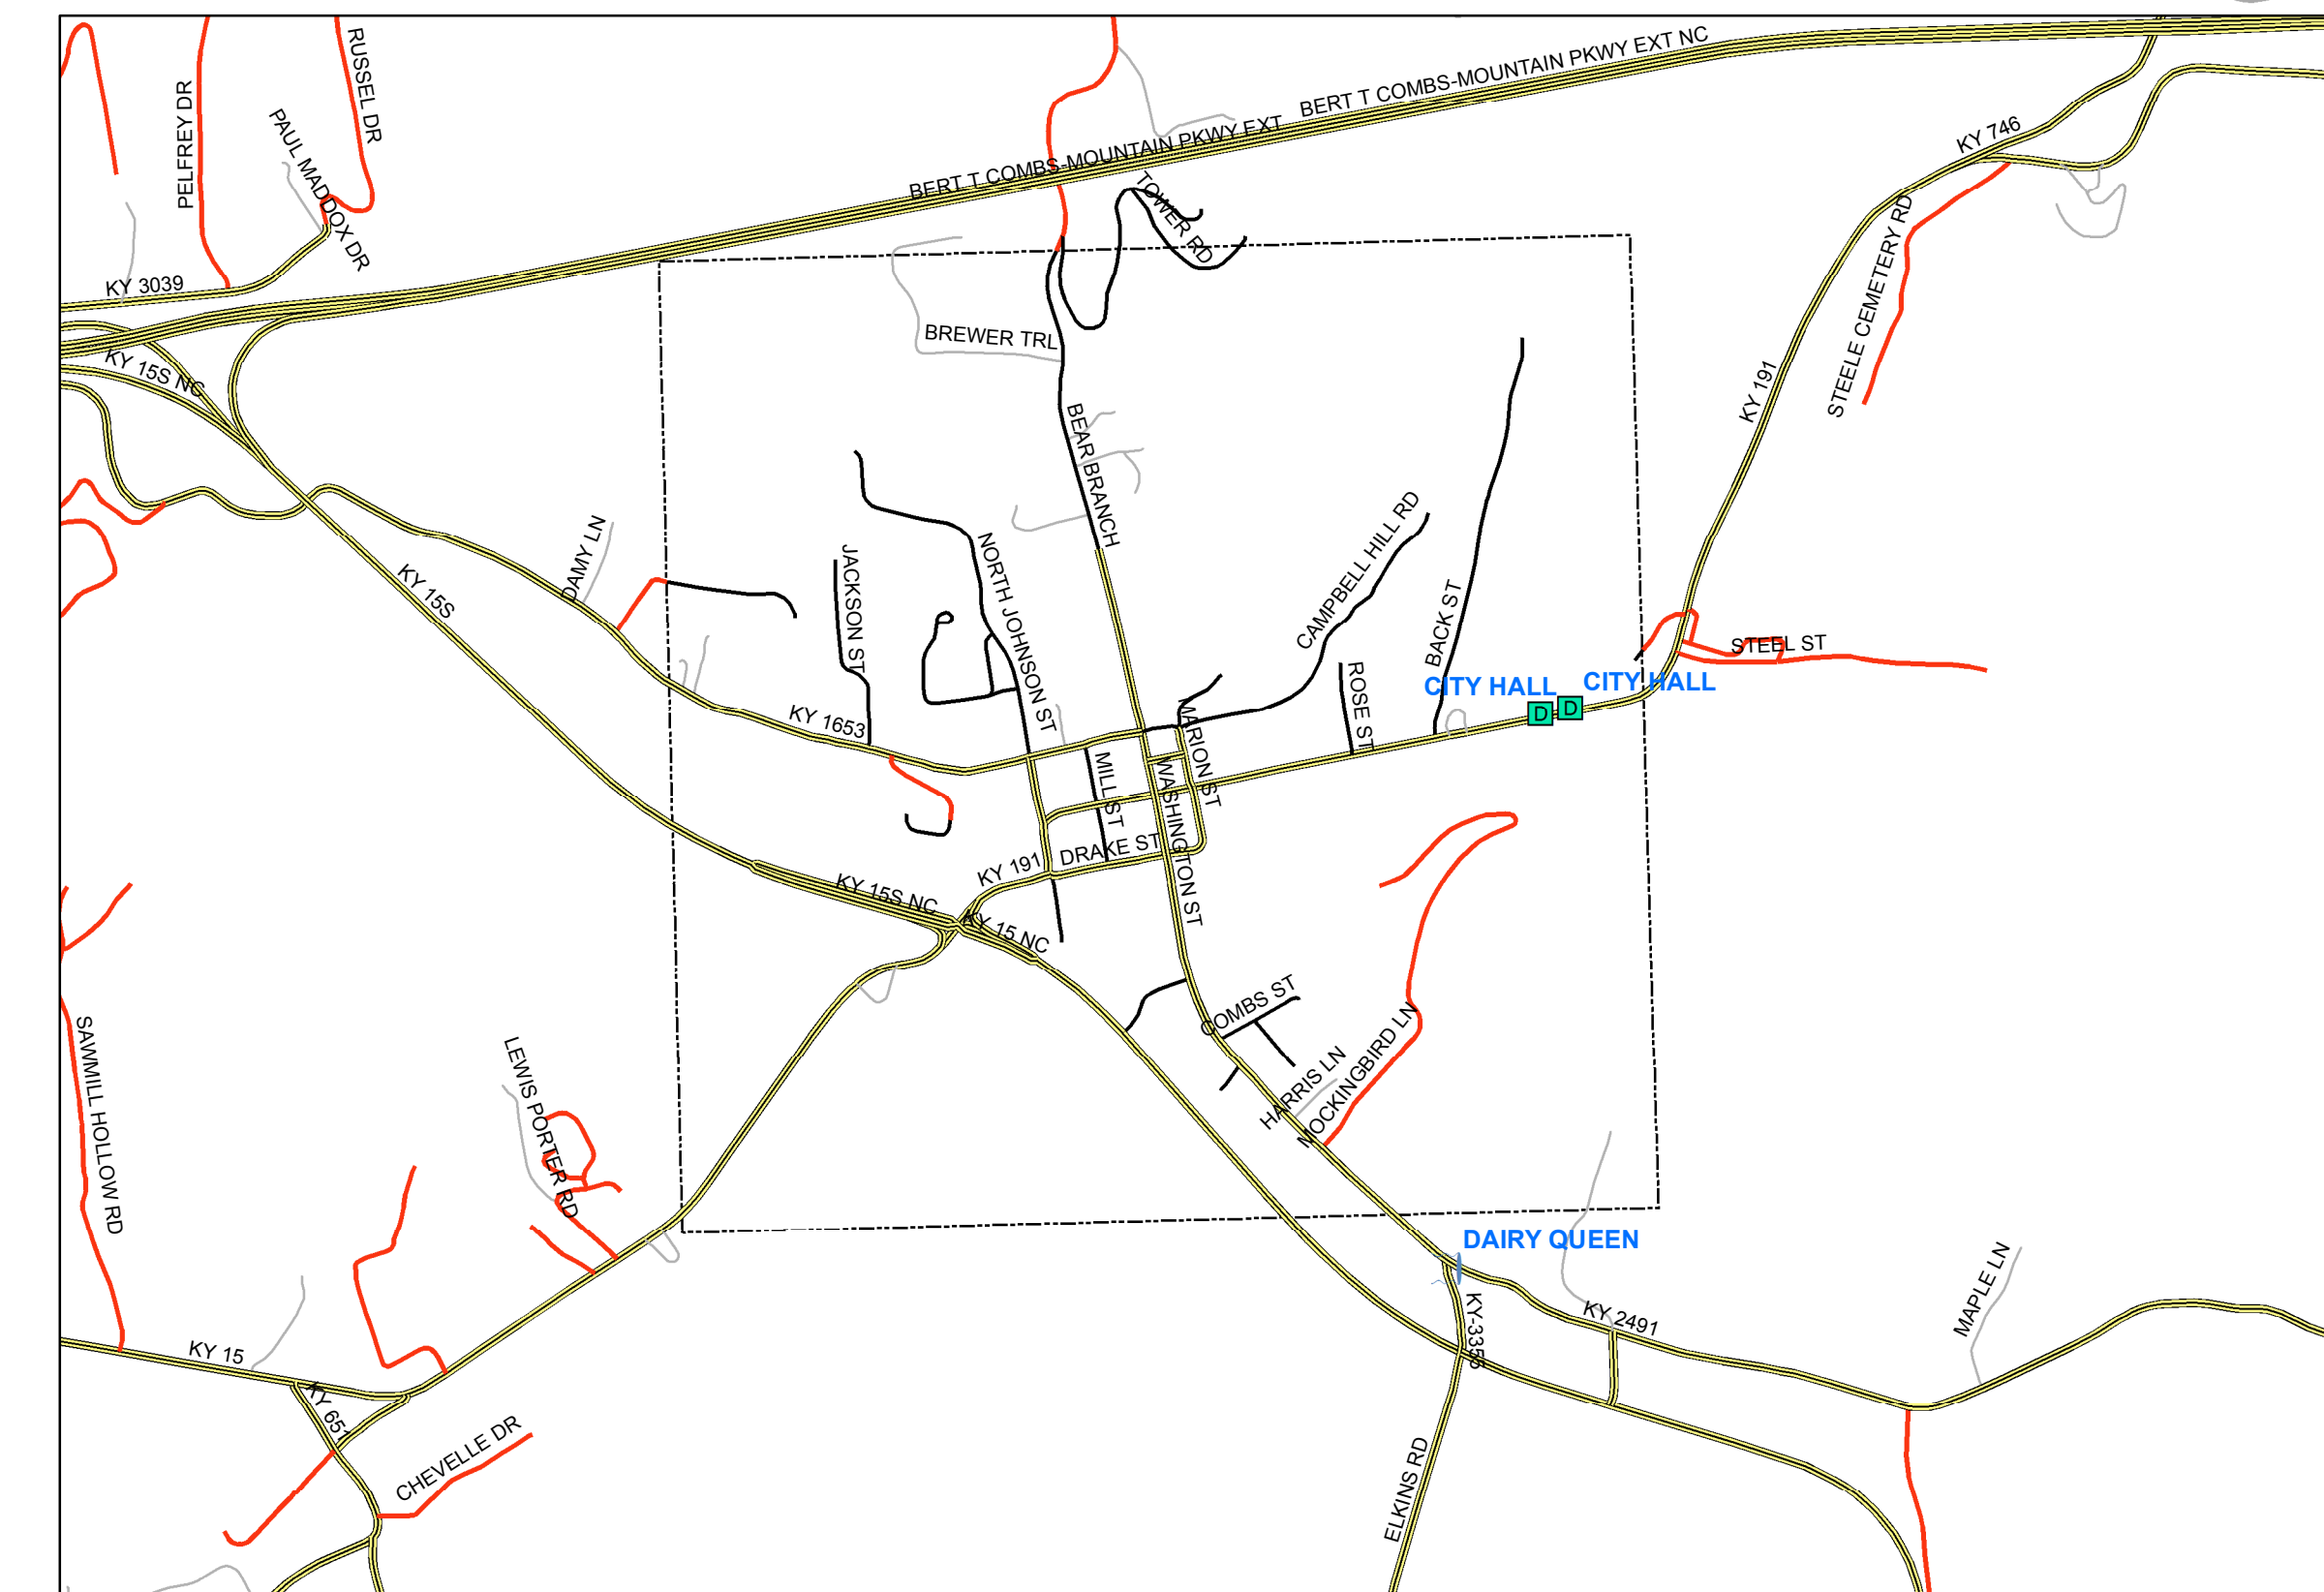 BERT T COMBS-MOUNTAIN PKWY EXT NC
RUSSEL DR
PELFREY DR
PAUL MADDOX DR
BERT T COMBS-MOUNTAIN PKWY EXT
KY 746
TOWER RD
STEELE CEMETERY RD
KY 3039
BREWER TRL
KY 15S NC
KY 191
BEAR BRANCH
DAMY LN
CAMPBELL HILL RD
NORTH JOHNSON ST
JACKSON ST
KY 15S
BACK ST
STEEL ST
ROSE ST
CITY HALL
CITY HALL
D
D
MARION ST
KY 1653
MILL ST
WASHINGTON ST
DRAKE ST
KY 191
KY 15S NC
KY 15 NC
COMBS ST
SAWMILL HOLLOW RD
LEWIS PORTER RD
HARRIS LN
MOCKINGBIRD LN
DAIRY QUEEN
MAPLE LN
KY-3355
KY 2491
KY 15
KY 651
CHEVELLE DR
ELKINS RD